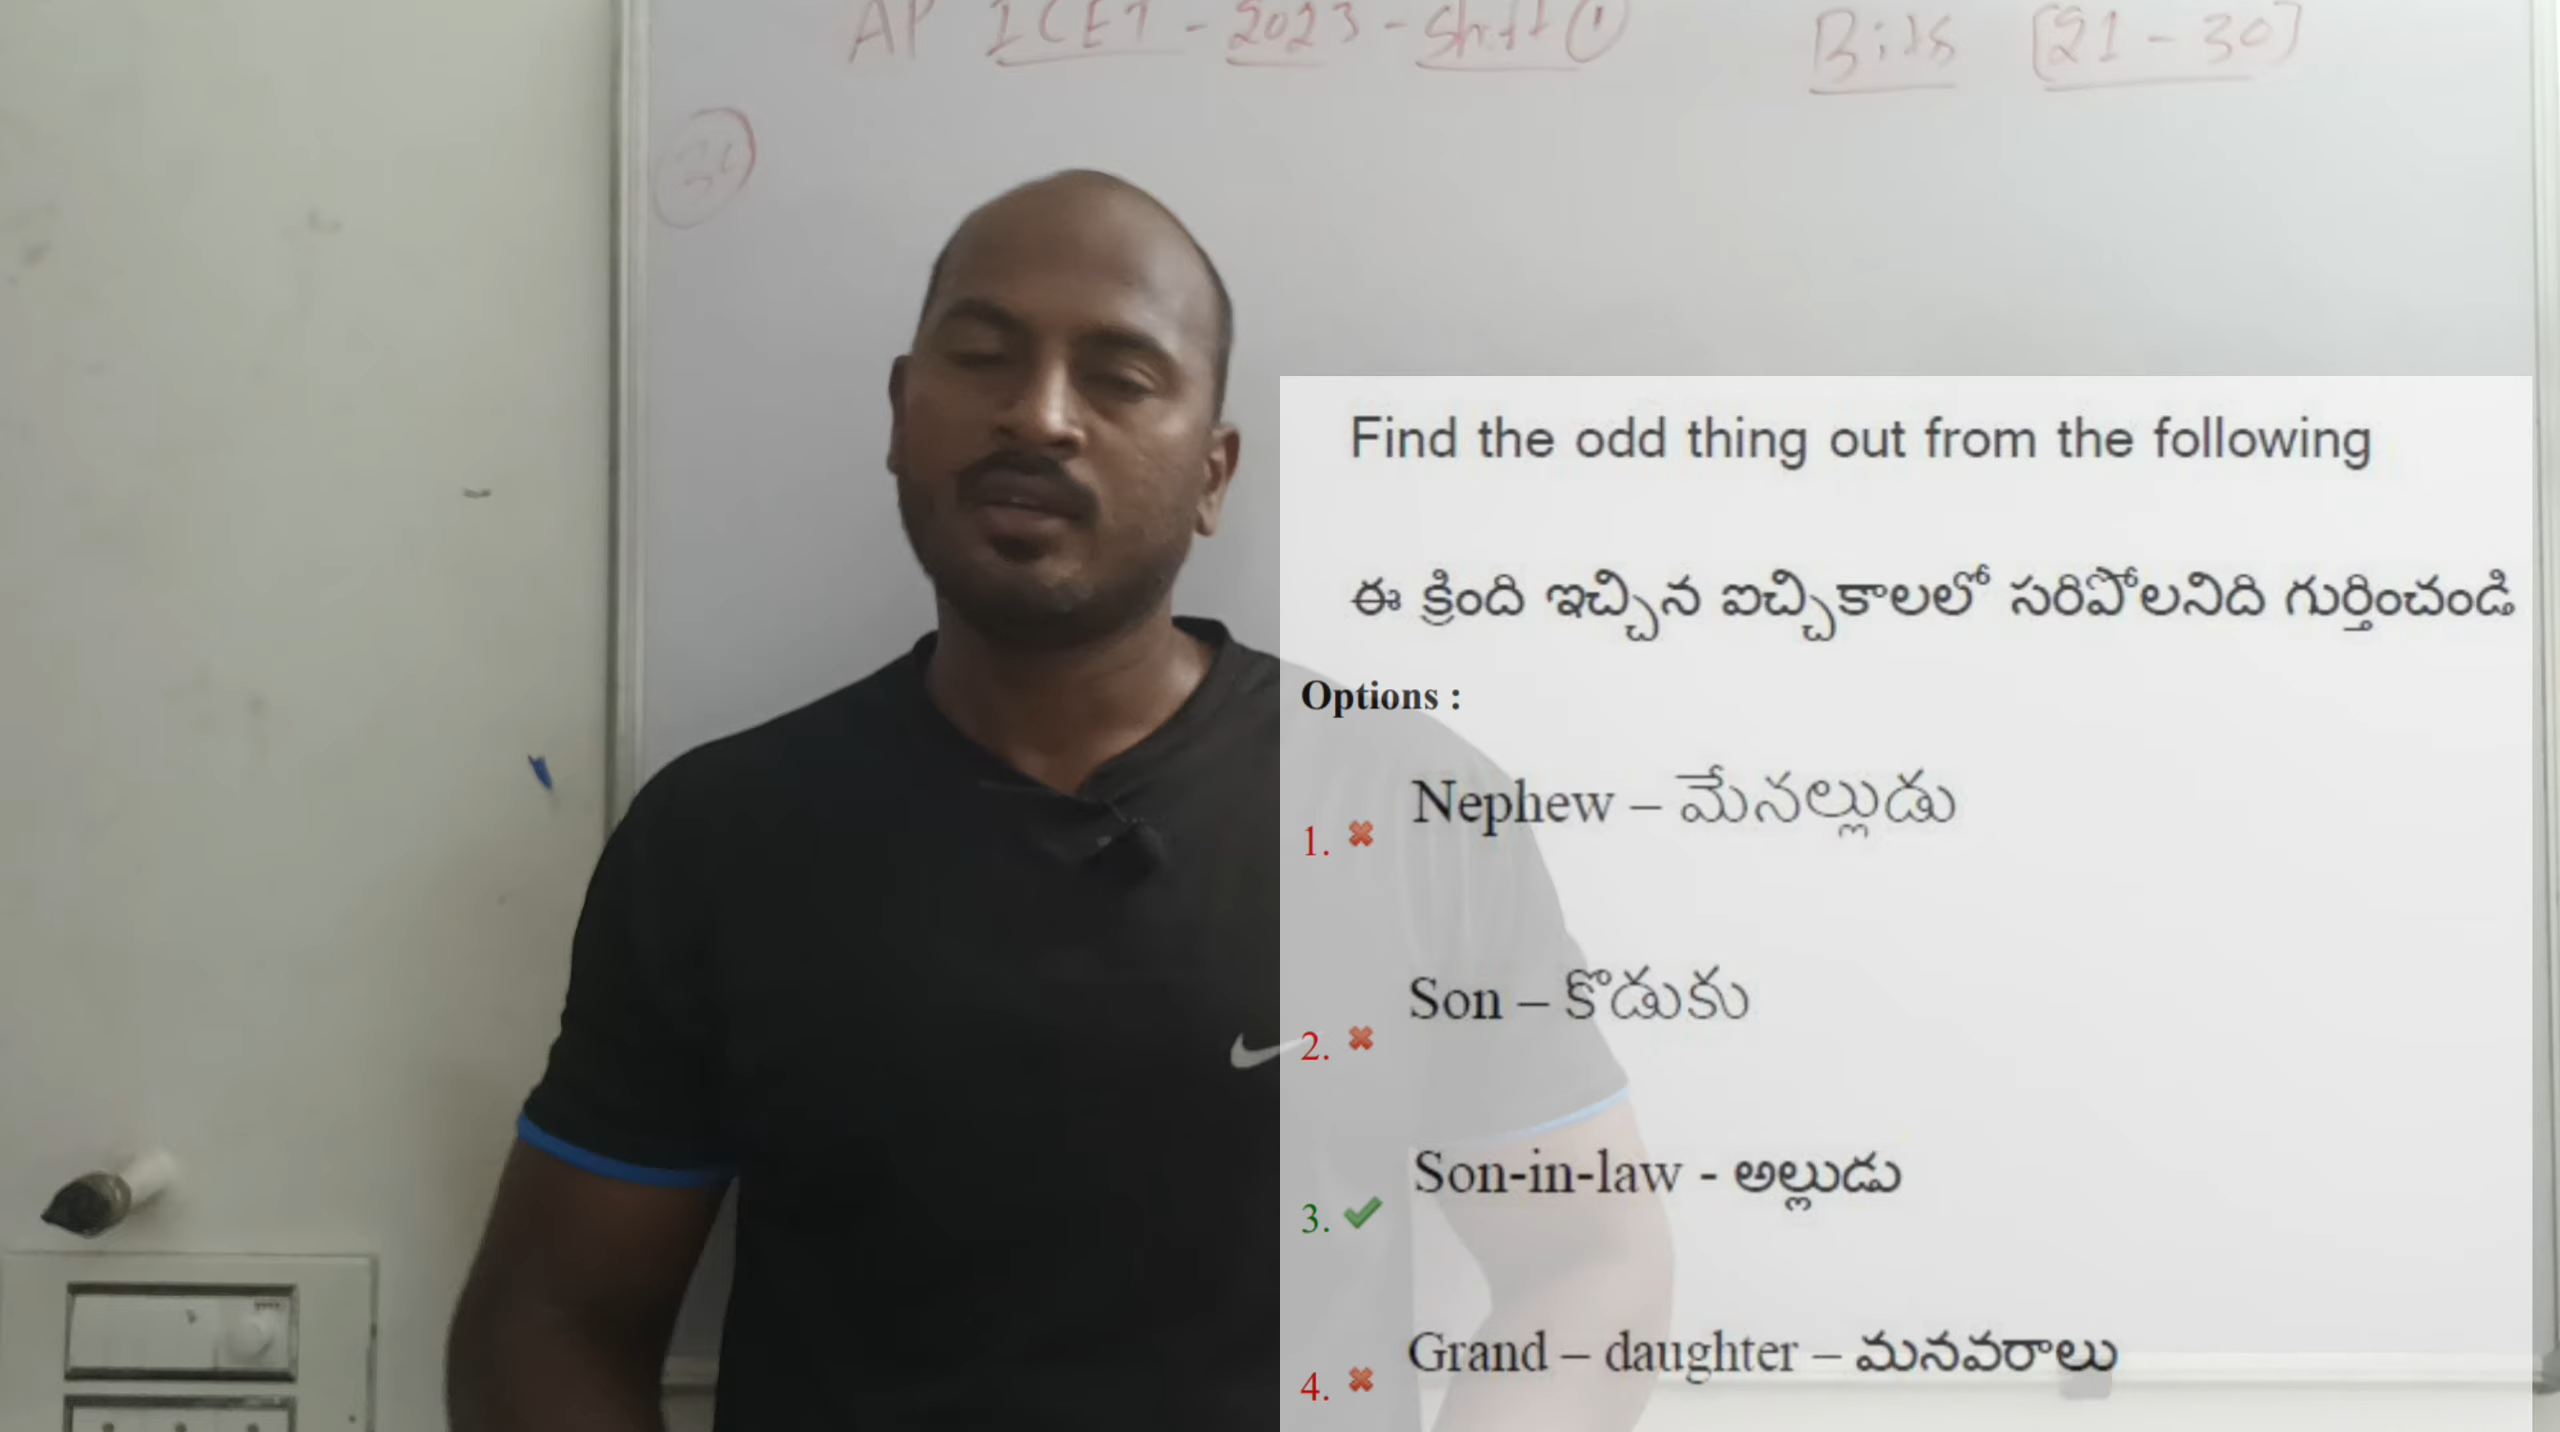 AP ICET - 2023 - Shift ①
Bits [21 - 30]
Find the odd thing out from the following
ఈ క్రింది ఇచ్చిన ఐచ్చికాలలో సరిపోలనిది గుర్తించండి
Options :
1. Nephew – మేనల్లుడు
2. Son – కొడుకు
3. Son-in-law - అల్లుడు
4. Grand – daughter – మనవరాలు